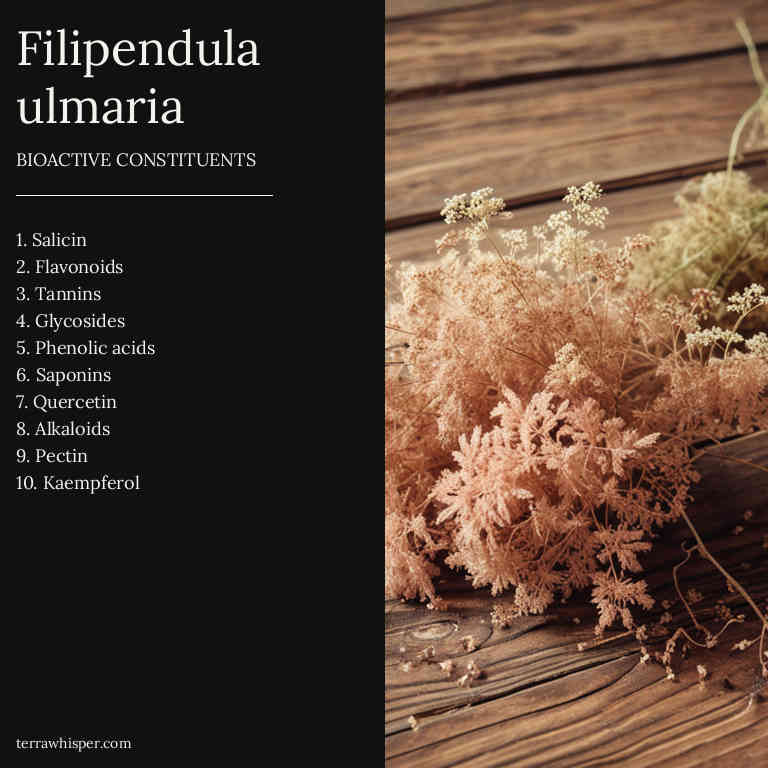 Filipendula
ulmaria
BIOACTIVE CONSTITUENTS
1. Salicin
2. Flavonoids
3. Tannins
4. Glycosides
5. Phenolic acids
6. Saponins
7. Quercetin
8. Alkaloids
9. Pectin
10. Kaempferol
terrawhisper.com